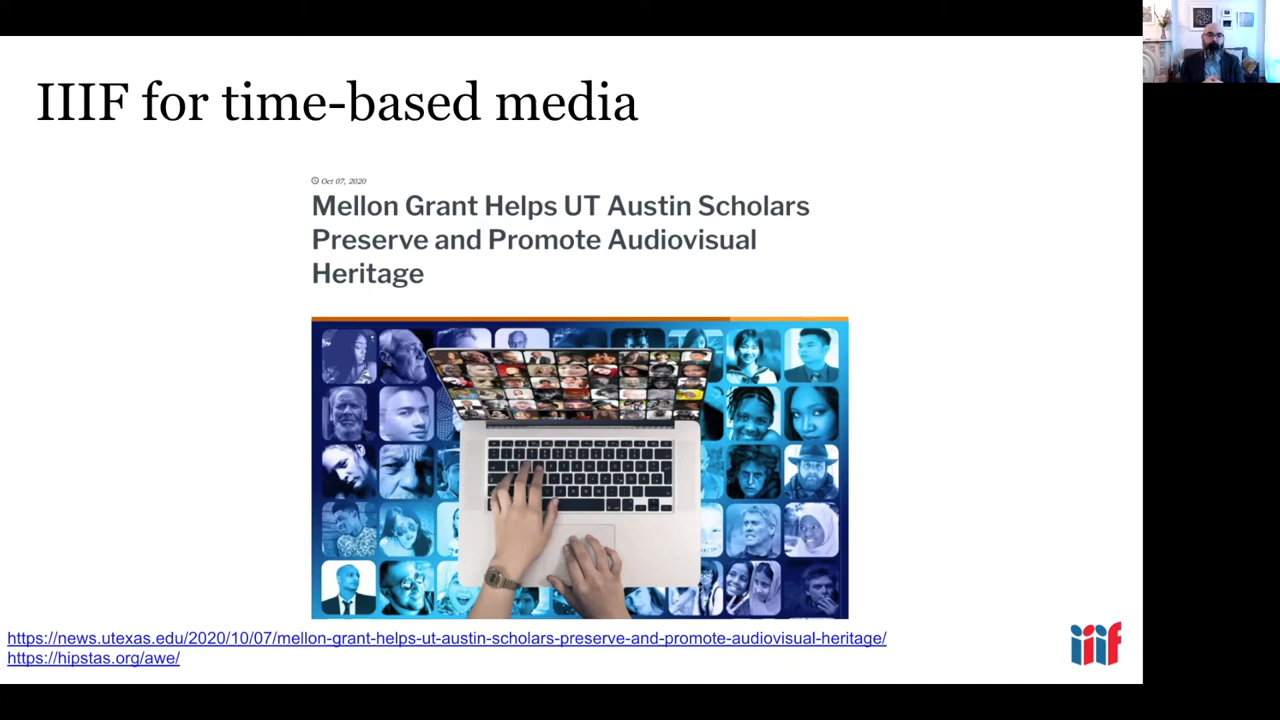 IIIF for time-based media
Oct 07, 2020
Mellon Grant Helps UT Austin Scholars
Preserve and Promote Audiovisual
Heritage
https://news.utexas.edu/2020/10/07/mellon-grant-helps-ut-austin-scholars-preserve-and-promote-audiovisual-heritage/
https://hipstas.org/awe/
iiif